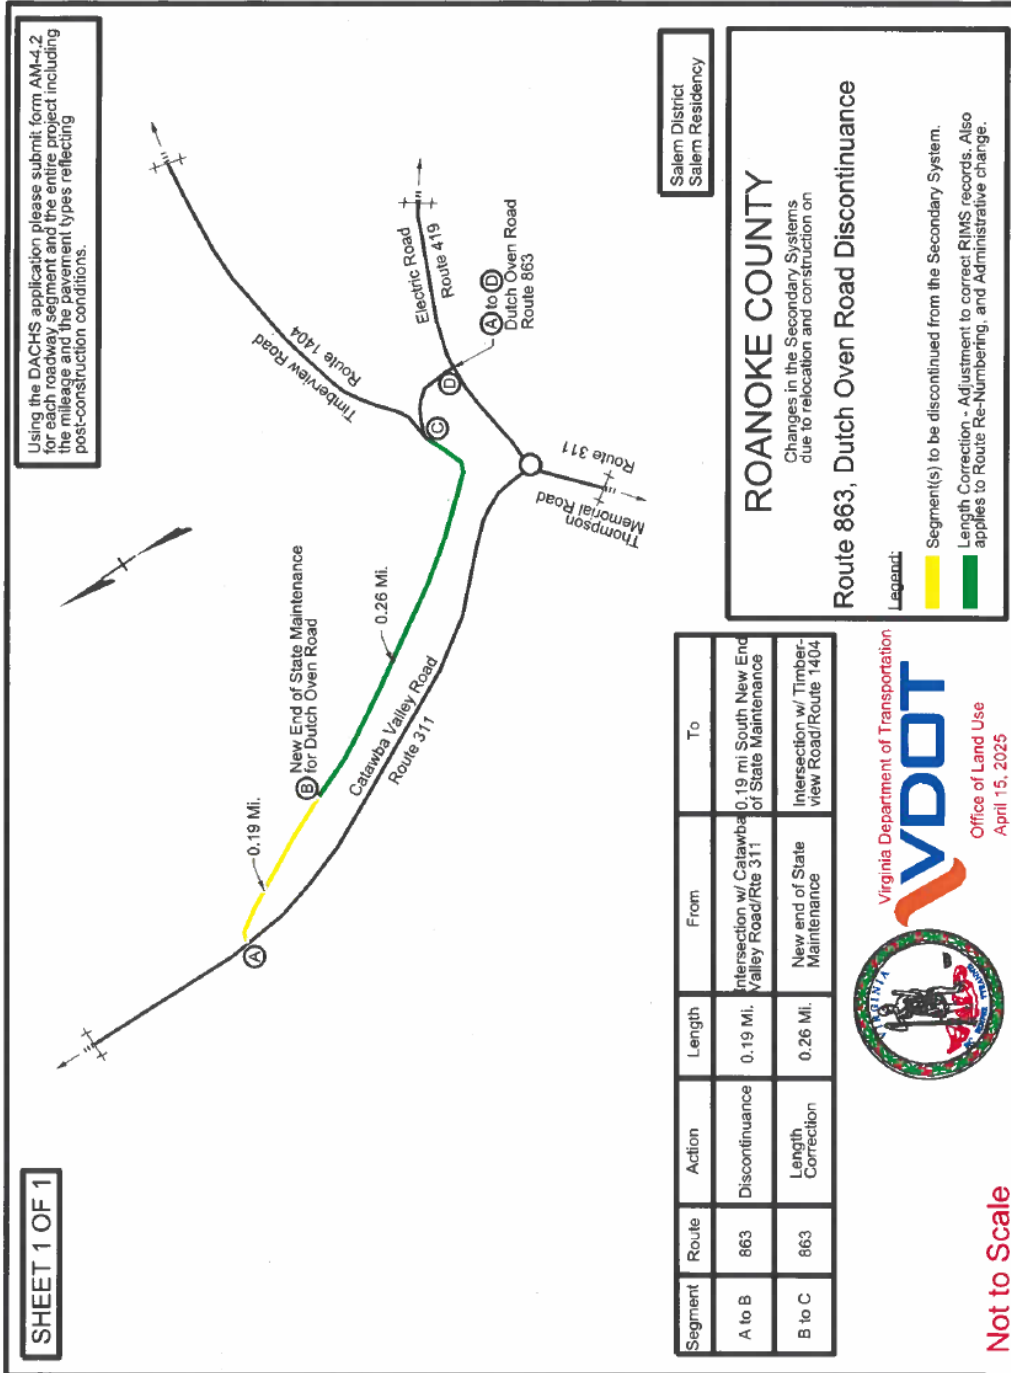 SHEET 1 OF 1
Using the DACHS application please submit form AM-4.2
for each roadway segment and the entire project including
the mileage and the pavement types reflecting
post-construction conditions.
A
0.19 Mi.
B
New End of State Maintenance
for Dutch Oven Road
0.26 Mi.
Catawba Valley Road
Route 311
Timberview Road
Route 1404
C
D
Electric Road
Route 419
A to D
Dutch Oven Road
Route 863
Thompson
Memorial Road
Route 311
Salem District
Salem Residency
Segment Route Action Length From To
A to B 863 Discontinuance 0.19 Mi. Intersection w/ Catawba 0.19 mi South New End
Valley Road/Rte 311 of State Maintenance
B to C 863 Length 0.26 Mi. New end of State Intersection w/ Timber-
Correction Maintenance view Road/Route 1404
ROANOKE COUNTY
Changes in the Secondary Systems
due to relocation and construction on
Route 863, Dutch Oven Road Discontinuance
Legend:
Segment(s) to be discontinued from the Secondary System.
Length Correction - Adjustment to correct RIMS records. Also
applies to Route Re-Numbering, and Administrative change.
VIRGINIA
Virginia Department of Transportation
VDOT
Office of Land Use
April 15, 2025
Not to Scale